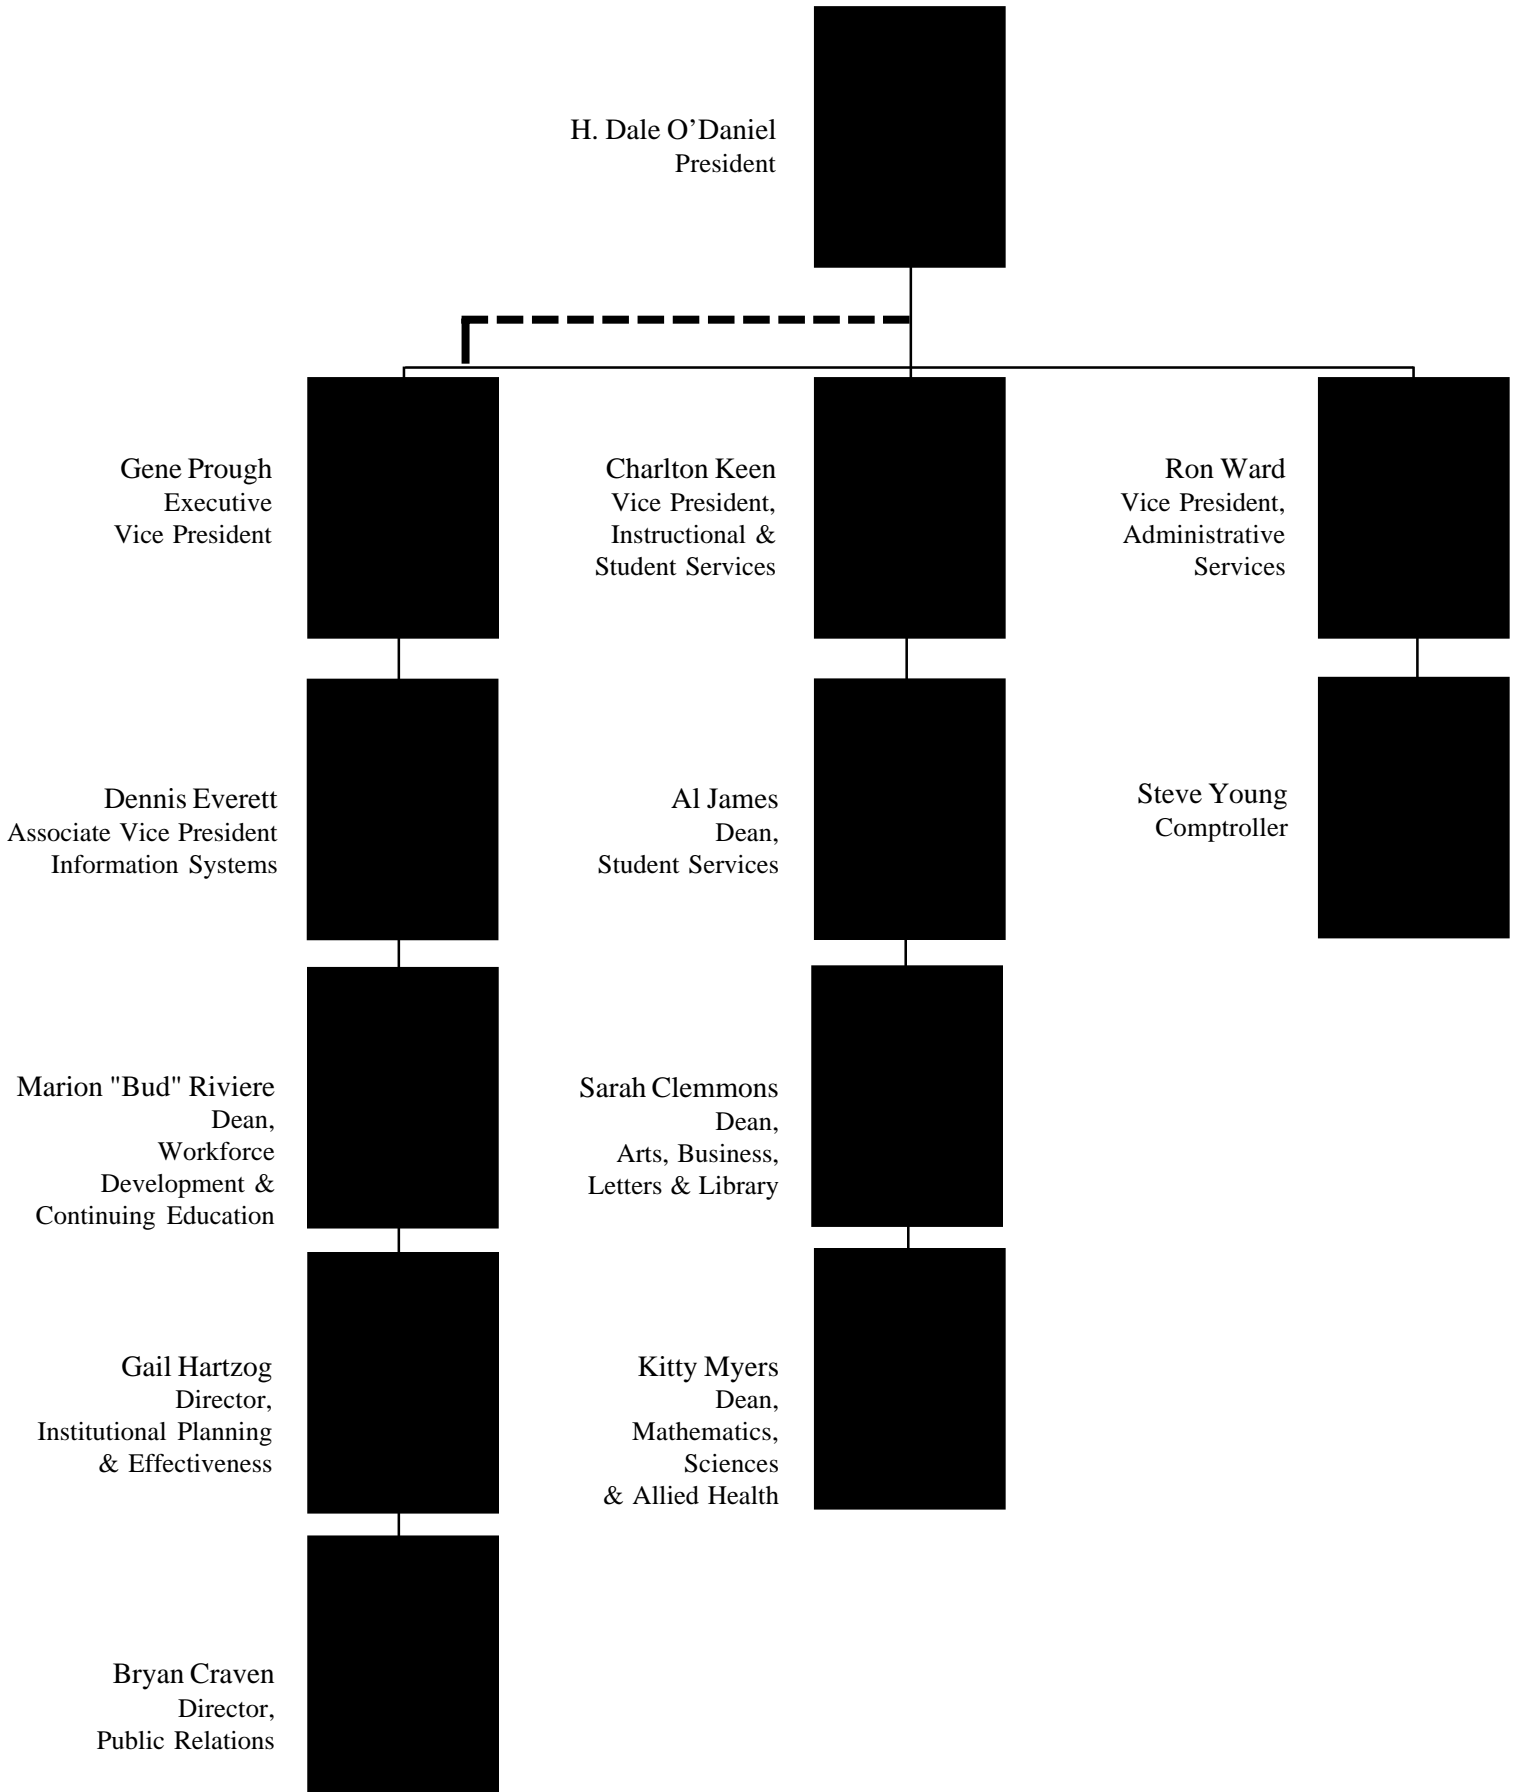 H. Dale O’Daniel
President
Gene Prough
Executive
Vice President
Charlton Keen
Vice President,
Instructional &
Student Services
Ron Ward
Vice President,
Administrative
Services
Dennis Everett
Associate Vice President
Information Systems
Al James
Dean,
Student Services
Steve Young
Comptroller
Marion "Bud" Riviere
Dean,
Workforce
Development &
Continuing Education
Sarah Clemmons
Dean,
Arts, Business,
Letters & Library
Gail Hartzog
Director,
Institutional Planning
& Effectiveness
Kitty Myers
Dean,
Mathematics,
Sciences
& Allied Health
Bryan Craven
Director,
Public Relations